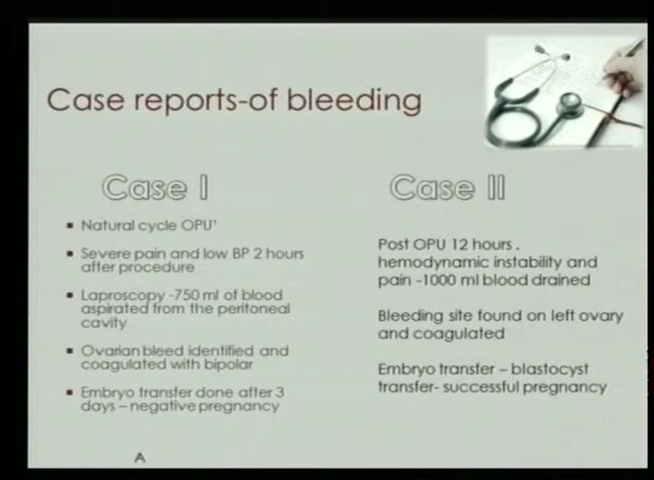 Case reports-of bleeding
Case I
Natural cycle OPU'
Severe pain and low BP 2 hours
after procedure
Laproscopy -750 ml of blood
aspirated from the peritoneal
cavity
Ovarian bleed identified and
coagulated with bipolar
Embryo transfer done after 3
days – negative pregnancy
A
Case II
Post OPU 12 hours .
hemodynamic instability and
pain -1000 ml blood drained
Bleeding site found on left ovary
and coagulated
Embryo transfer – blastocyst
transfer- successful pregnancy